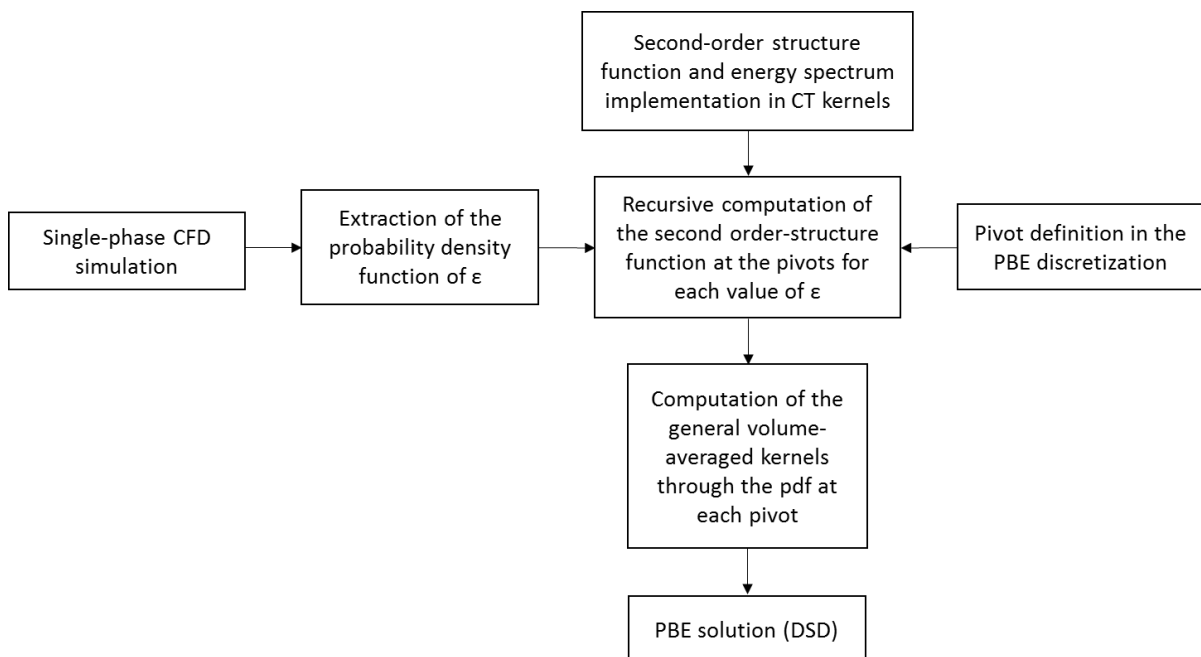 Second-order structure
function and energy spectrum
implementation in CT kernels
Single-phase CFD
simulation
Extraction of the
probability density
function of ε
Recursive computation of
the second order-structure
function at the pivots for
each value of ε
Pivot definition in the
PBE discretization
Computation of the
general volume-
averaged kernels
through the pdf at
each pivot
PBE solution (DSD)